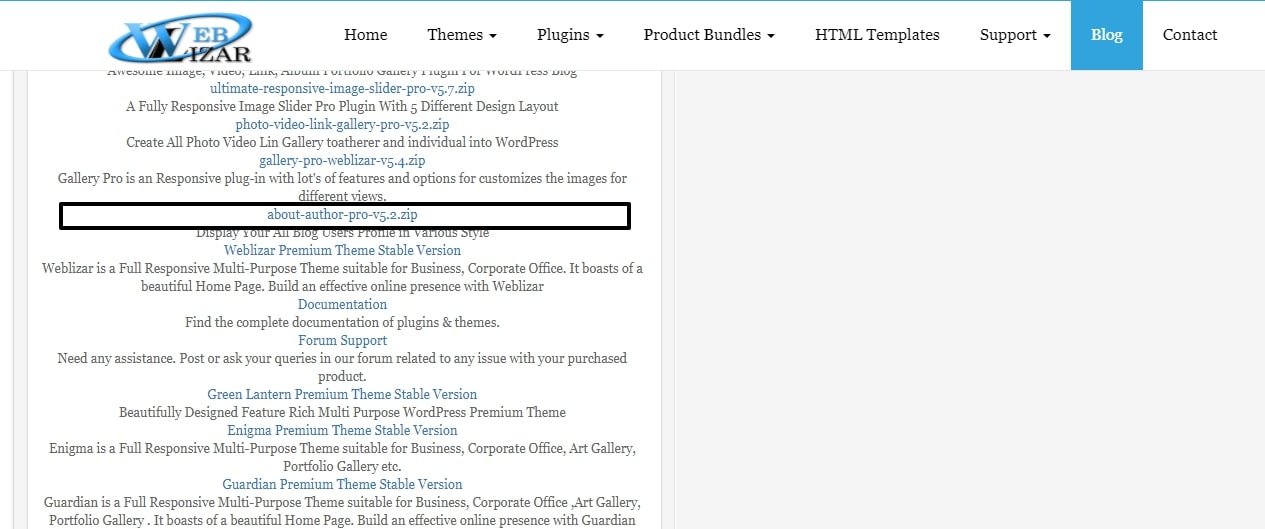 WEB
LIZAR
Home Themes Plugins Product Bundles HTML Templates Support Blog Contact
Awesome Image, Video, Link, Album Portfolio Gallery Plugin For WordPress Blog
ultimate-responsive-image-slider-pro-v5.7.zip
A Fully Responsive Image Slider Pro Plugin With 5 Different Design Layout
photo-video-link-gallery-pro-v5.2.zip
Create All Photo Video Lin Gallery toatherer and individual into WordPress
gallery-pro-weblizar-v5.4.zip
Gallery Pro is an Responsive plug-in with lot's of features and options for customizes the images for
different views.
about-author-pro-v5.2.zip
Display Your All Blog Users Profile in Various Style
Weblizar Premium Theme Stable Version
Weblizar is a Full Responsive Multi-Purpose Theme suitable for Business, Corporate Office. It boasts of a
beautiful Home Page. Build an effective online presence with Weblizar
Documentation
Find the complete documentation of plugins & themes.
Forum Support
Need any assistance. Post or ask your queries in our forum related to any issue with your purchased
product.
Green Lantern Premium Theme Stable Version
Beautifully Designed Feature Rich Multi Purpose WordPress Premium Theme
Enigma Premium Theme Stable Version
Enigma is a Full Responsive Multi-Purpose Theme suitable for Business, Corporate Office, Art Gallery,
Portfolio Gallery etc.
Guardian Premium Theme Stable Version
Guardian is a Full Responsive Multi-Purpose Theme suitable for Business, Corporate Office ,Art Gallery,
Portfolio Gallery . It boasts of a beautiful Home Page. Build an effective online presence with Guardian